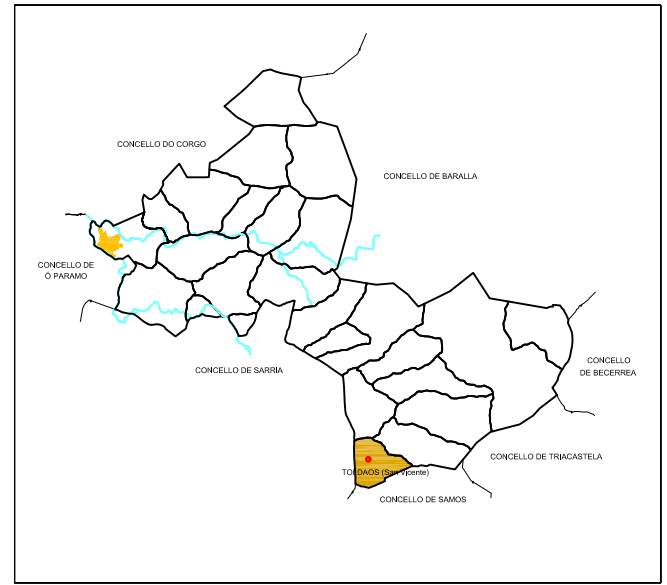 CONCELLO DO CORGO
CONCELLO DE BARALLA
CONCELLO DE
Ó PARAMO
CONCELLO
DE BECERREA
CONCELLO DE SARRIA
CONCELLO DE TRIACASTELA
TOLDAOS (San Vicente)
CONCELLO DE SAMOS